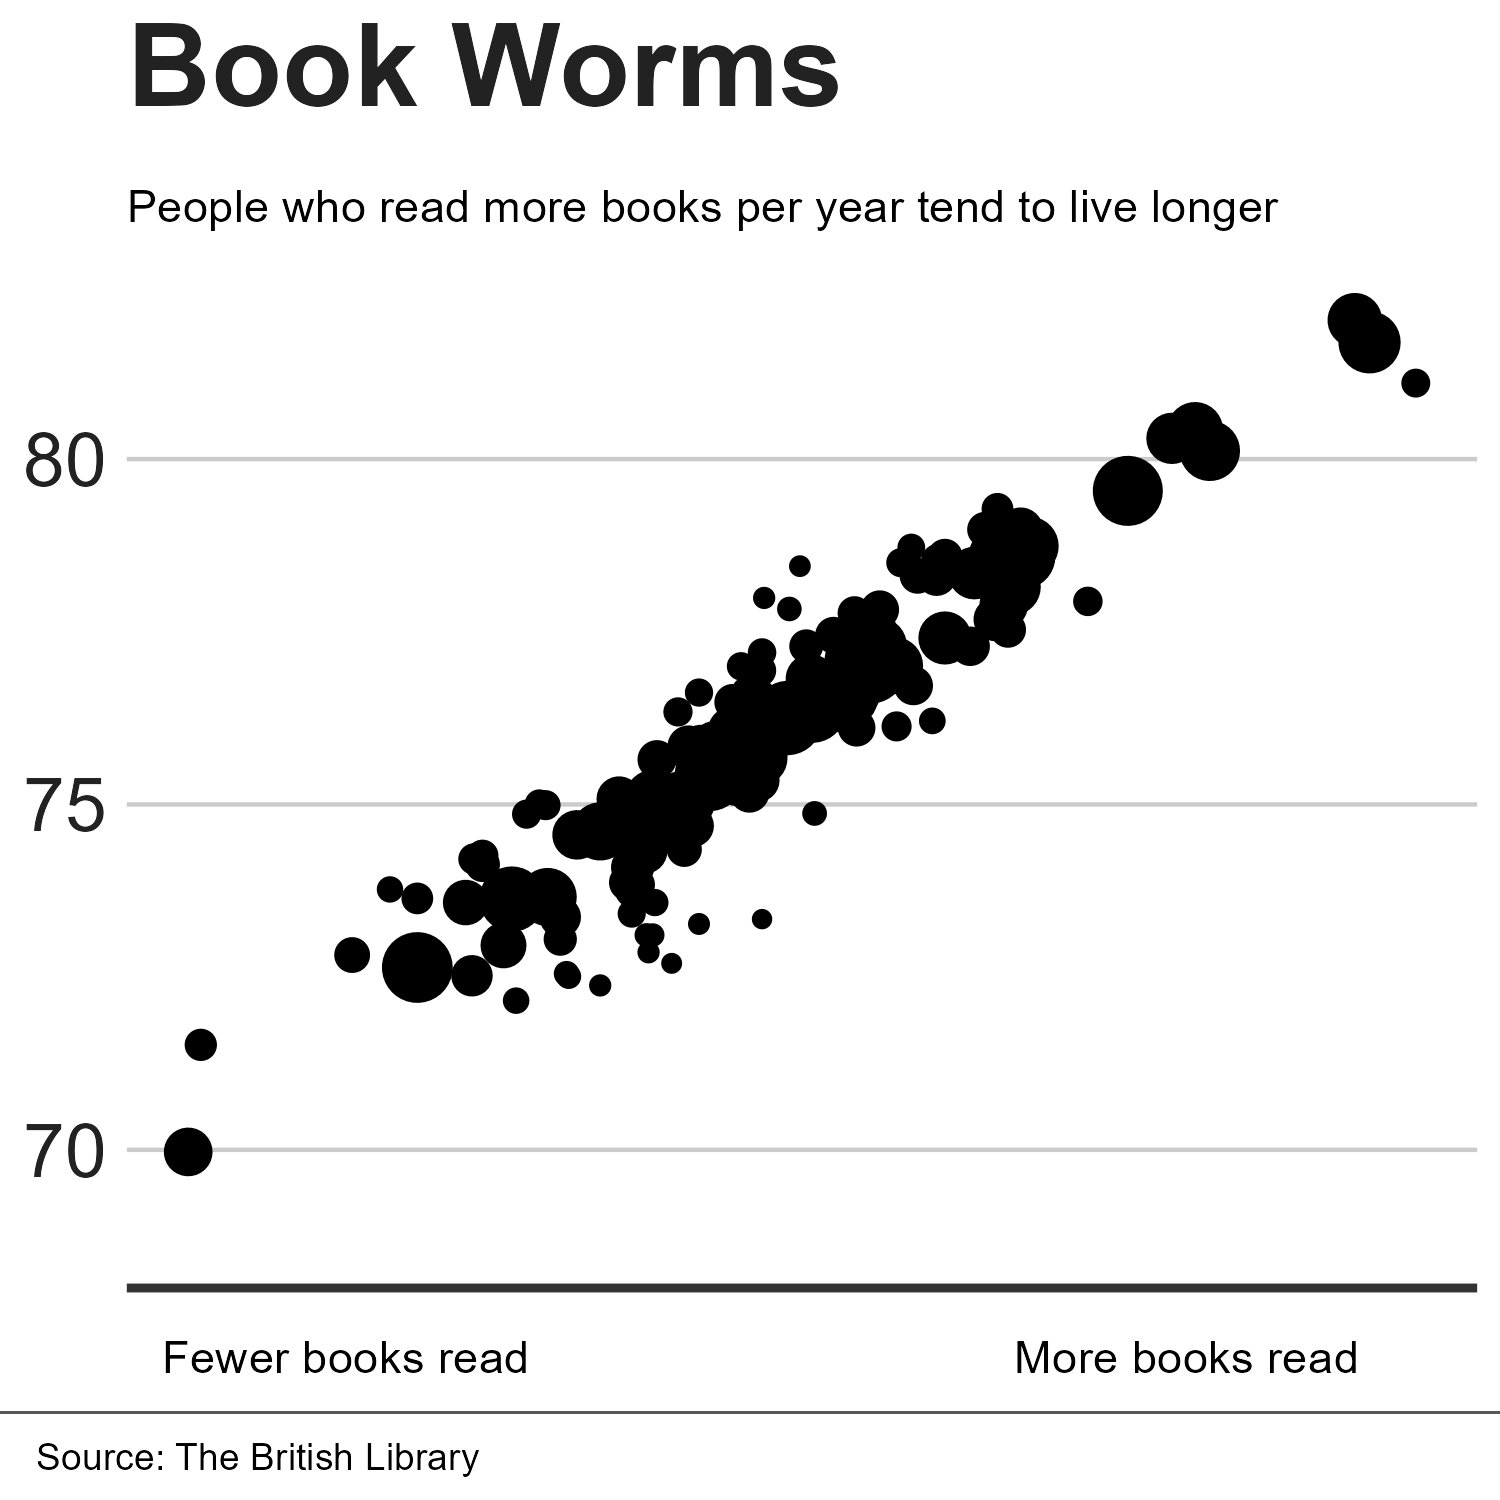 Book Worms
People who read more books per year tend to live longer
80
75
70
Fewer books read
More books read
Source: The British Library